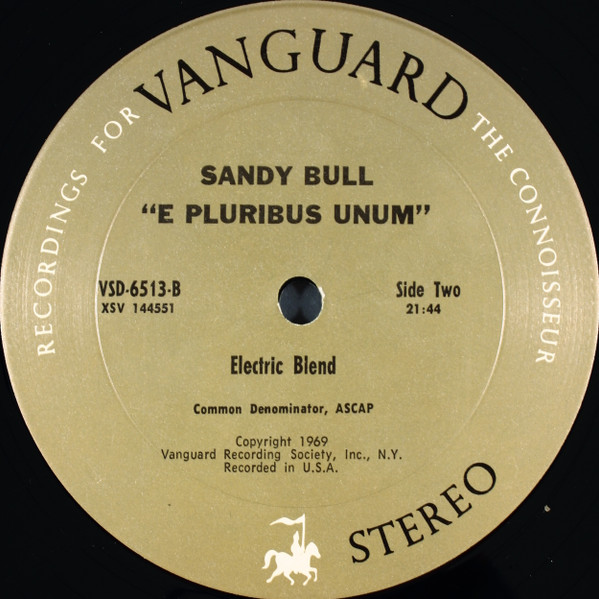 RECORDINGS FOR VANGUARD THE CONNOISSEUR
SANDY BULL
"E PLURIBUS UNUM"
VSD-6513-B
XSV 144551
Side Two
21:44
Electric Blend
Common Denominator, ASCAP
Copyright 1969
Vanguard Recording Society, Inc., N.Y.
Recorded in U.S.A.
STEREO